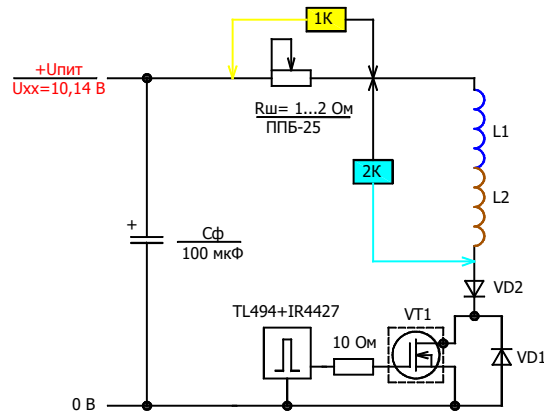 1К
+Uпит
Uxx=10,14 В
Rш= 1...2 Ом
ППБ-25
2К
L1
L2
+
Сф
100 мкФ
VD2
TL494+IR4427
VT1
10 Ом
VD1
0 В